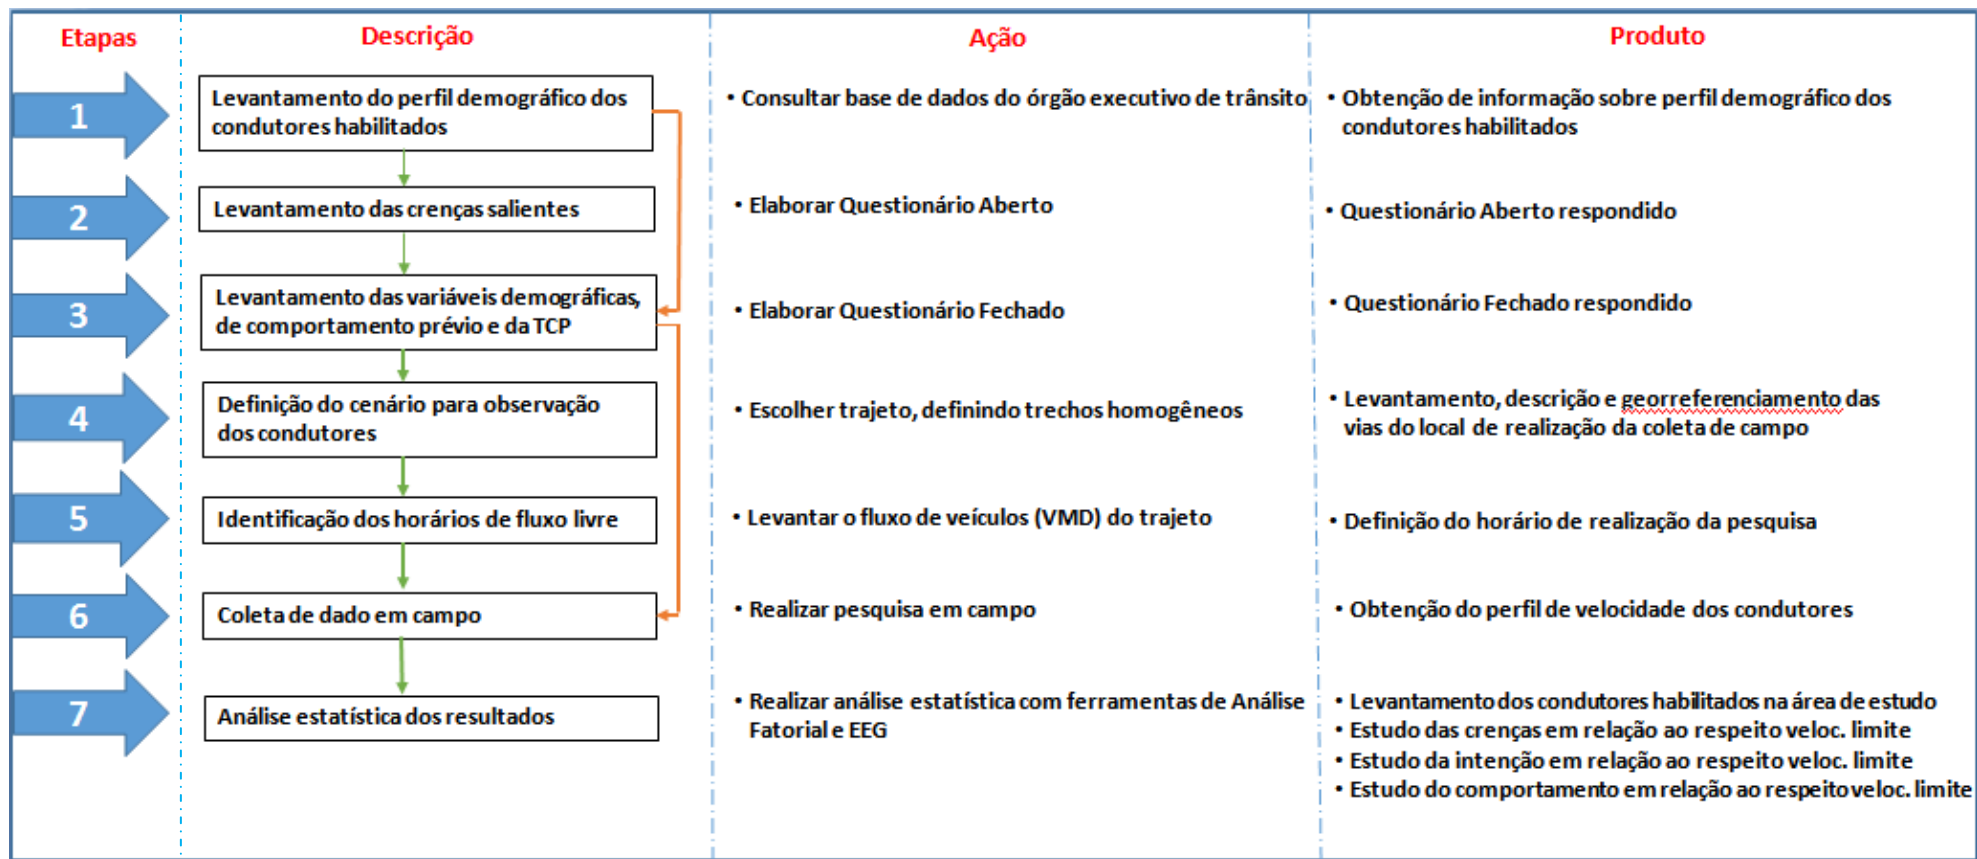 Etapas
Descrição
Ação
Produto
1
Levantamento do perfil demográfico dos
condutores habilitados
• Consultar base de dados do órgão executivo de trânsito
• Obtenção de informação sobre perfil demográfico dos
condutores habilitados
2
Levantamento das crenças salientes
• Elaborar Questionário Aberto
• Questionário Aberto respondido
3
Levantamento das variáveis demográficas,
de comportamento prévio e da TCP
• Elaborar Questionário Fechado
• Questionário Fechado respondido
4
Definição do cenário para observação
dos condutores
• Escolher trajeto, definindo trechos homogêneos
• Levantamento, descrição e georreferenciamento das
vias do local de realização da coleta de campo
5
Identificação dos horários de fluxo livre
• Levantar o fluxo de veículos (VMD) do trajeto
• Definição do horário de realização da pesquisa
6
Coleta de dado em campo
• Realizar pesquisa em campo
• Obtenção do perfil de velocidade dos condutores
7
Análise estatística dos resultados
• Realizar análise estatística com ferramentas de Análise
Fatorial e EEG
• Levantamento dos condutores habilitados na área de estudo
• Estudo das crenças em relação ao respeito veloc. limite
• Estudo da intenção em relação ao respeito veloc. limite
• Estudo do comportamento em relação ao respeito veloc. limite